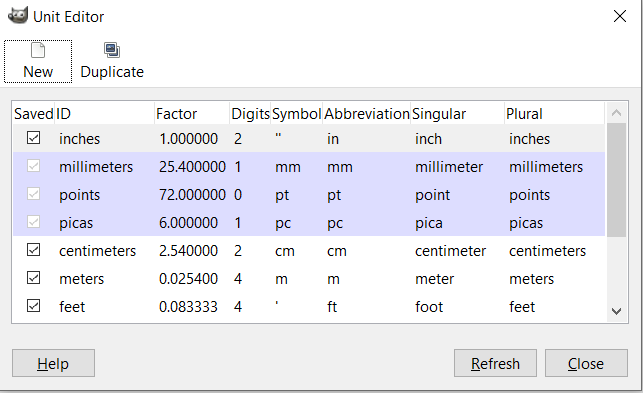 Unit Editor
New Duplicate
Saved ID Factor Digits Symbol Abbreviation Singular Plural
inches 1.000000 2 " in inch inches
millimeters 25.400000 1 mm mm millimeter millimeters
points 72.000000 0 pt pt point points
picas 6.000000 1 pc pc pica picas
centimeters 2.540000 2 cm cm centimeter centimeters
meters 0.025400 4 m m meter meters
feet 0.083333 4 ' ft foot feet
Help Refresh Close